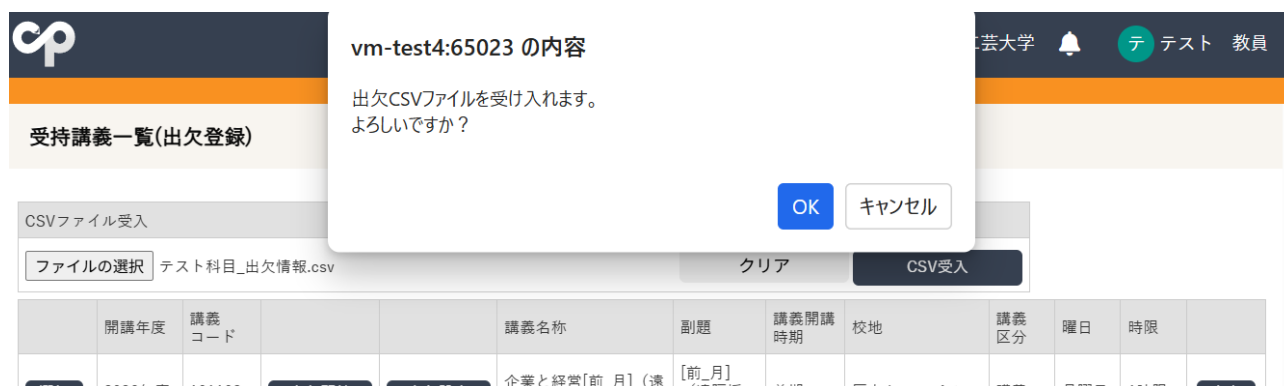 cp
vm-test4:65023 の内容
出欠CSVファイルを受け入れます。
よろしいですか？
OK
キャンセル
芸大学
テ テスト 教員
受持講義一覧(出欠登録)
CSVファイル受入
ファイルの選択 テスト科目_出欠情報.csv
クリア
CSV受入
開講年度
講義
コード
講義名称
副題
講義開講
時期
校地
講義
区分
曜日
時限
企業と経営[前_月]（遠
[前_月]